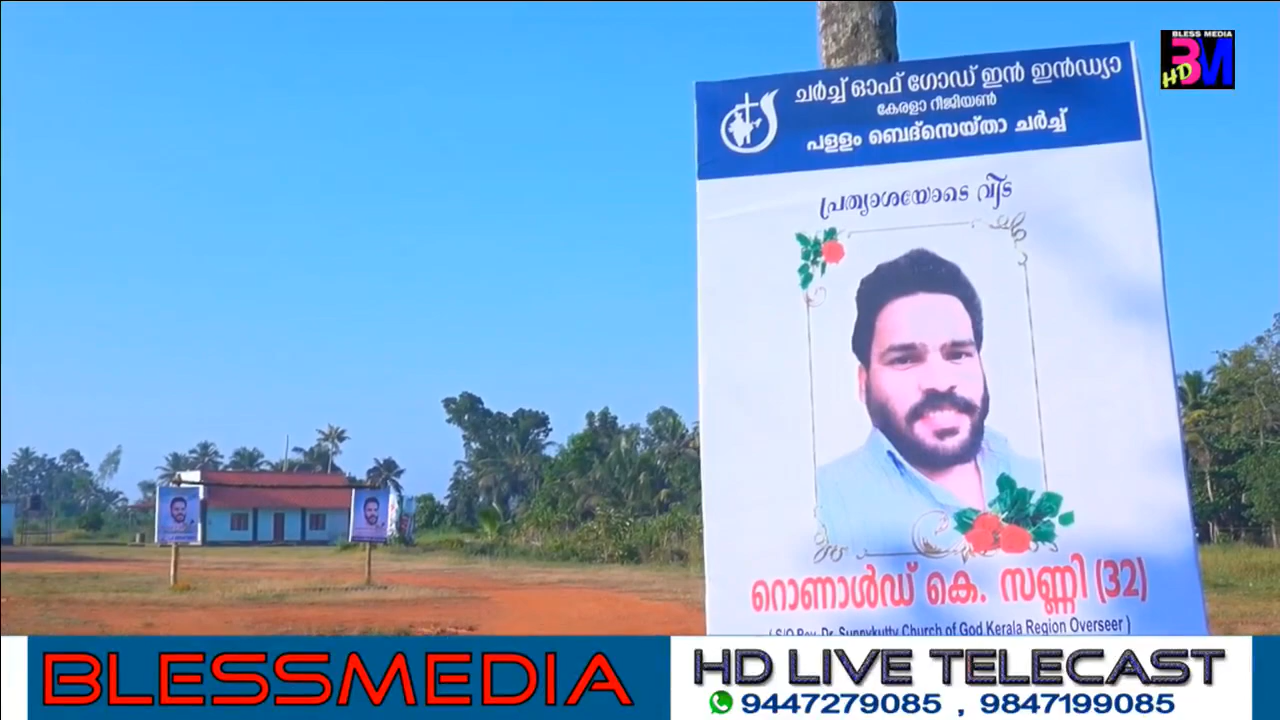 BLESS MEDIA
3M
HD
ചർച്ച് ഓഫ് ഗോഡ് ഇൻ ഇൻഡ്യാ
കേരളാ റീജിയൺ
പള്ളം ബെദ്സെയ്താ ചർച്ച്
പ്രത്യാശയോടെ വിട
റൊണാൾഡ് കെ. സണ്ണി (32)
( S/O Rev. Dr. Sunnykutty Church of God Kerala Region Overseer )
BLESSMEDIA
HD LIVE TELECAST
9447279085 , 9847199085